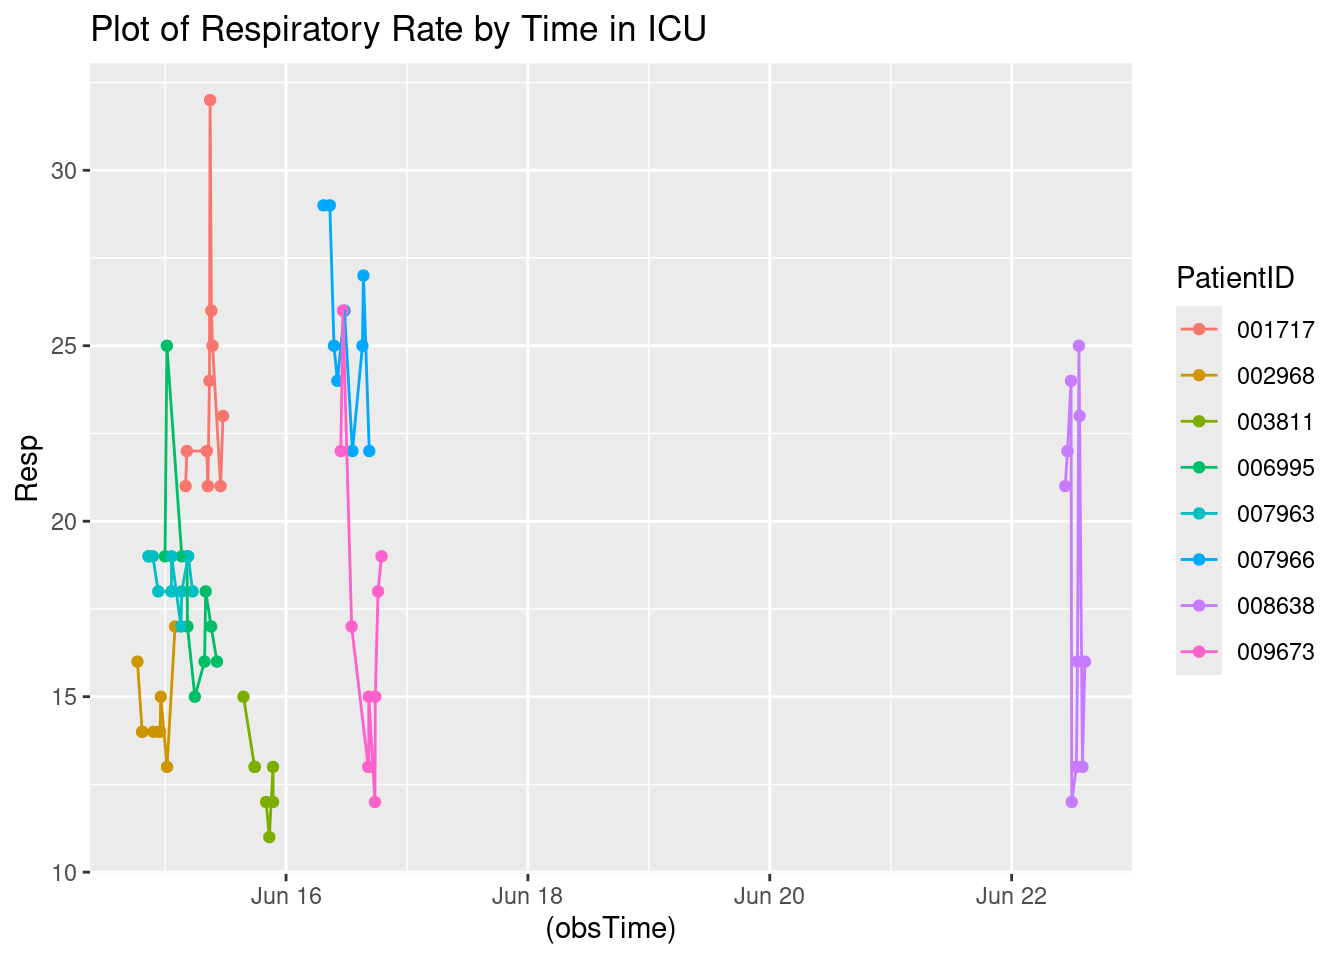 Plot of Respiratory Rate by Time in ICU
30
25
20
15
10
Resp
Jun 16
Jun 18
Jun 20
Jun 22
(obsTime)
PatientID
001717
002968
003811
006995
007963
007966
008638
009673